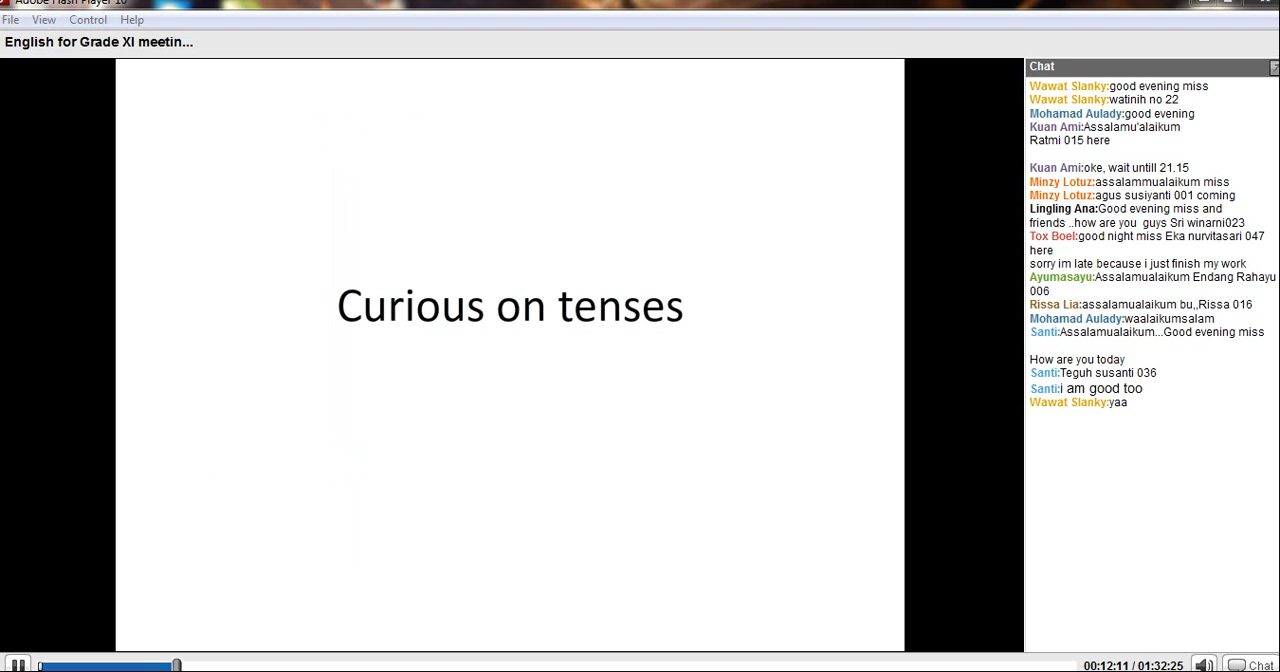 Adobe Flash Player 10
File View Control Help
English for Grade XI meetin...
Curious on tenses
Chat
Wawat Slanky:good evening miss
Wawat Slanky:watinih no 22
Mohamad Aulady:good evening
Kuan Ami:Assalamu'alaikum
Ratmi 015 here
Kuan Ami:oke, wait untill 21.15
Minzy Lotuz:assalammualaikum miss
Minzy Lotuz:agus susiyanti 001 coming
Lingling Ana:Good evening miss and
friends ..how are you guys Sri winarni023
Tox Boel:good night miss Eka nurvitasari 047
here
sorry im late because i just finish my work
Ayumasayu:Assalamualaikum Endang Rahayu
006
Rissa Lia:assalamualaikum bu,,Rissa 016
Mohamad Aulady:waalaikumsalam
Santi:Assalamualaikum...Good evening miss
How are you today
Santi:Teguh susanti 036
Santi:i am good too
Wawat Slanky:yaa
00:12:11 / 01:32:25
Chat